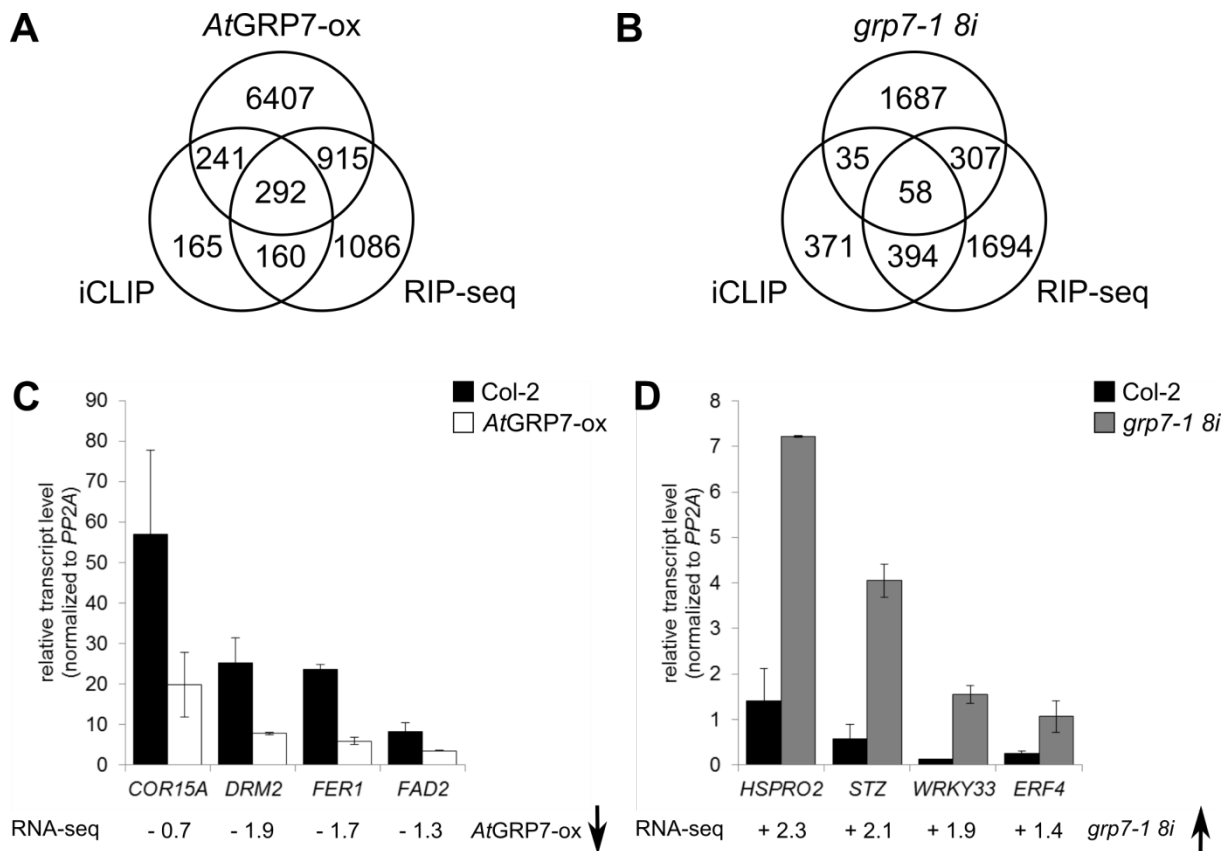 A
AtGRP7-ox
6407
241
915
292
165
160
1086
iCLIP
RIP-seq
B
grp7-1 8i
1687
35
307
58
371
394
1694
iCLIP
RIP-seq
C
Col-2
AtGRP7-ox
relative transcript level
(normalized to PP2A)
90
80
70
60
50
40
30
20
10
0
COR15A DRM2 FER1 FAD2
RNA-seq - 0.7 - 1.9 - 1.7 - 1.3 AtGRP7-ox
D
Col-2
grp7-1 8i
relative transcript level
(normalized to PP2A)
8
7
6
5
4
3
2
1
0
HSPRO2 STZ WRKY33 ERF4
RNA-seq + 2.3 + 2.1 + 1.9 + 1.4 grp7-1 8i